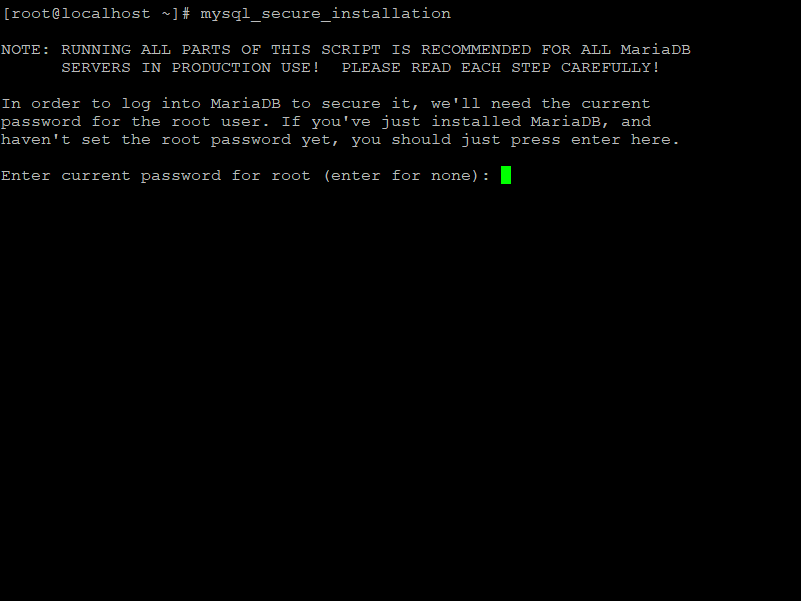 [root@localhost ~]# mysql_secure_installation
NOTE: RUNNING ALL PARTS OF THIS SCRIPT IS RECOMMENDED FOR ALL MariaDB
SERVERS IN PRODUCTION USE!  PLEASE READ EACH STEP CAREFULLY!
In order to log into MariaDB to secure it, we'll need the current
password for the root user. If you've just installed MariaDB, and
haven't set the root password yet, you should just press enter here.
Enter current password for root (enter for none):